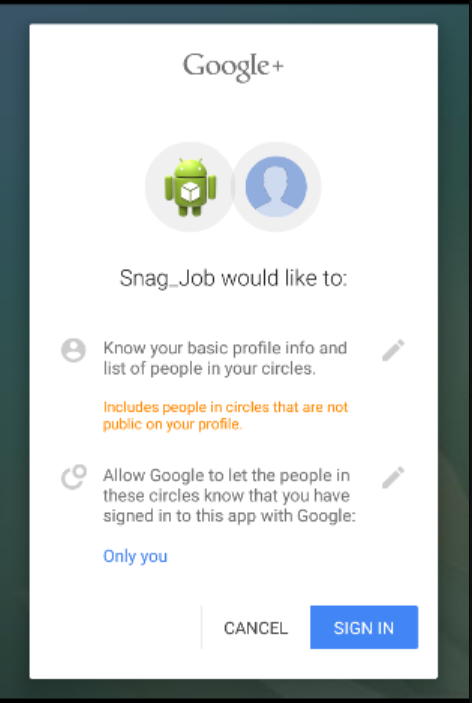 Google+
Snag_Job would like to:
Know your basic profile info and
list of people in your circles.
Includes people in circles that are not
public on your profile.
Allow Google to let the people in
these circles know that you have
signed in to this app with Google:
Only you
CANCEL
SIGN IN